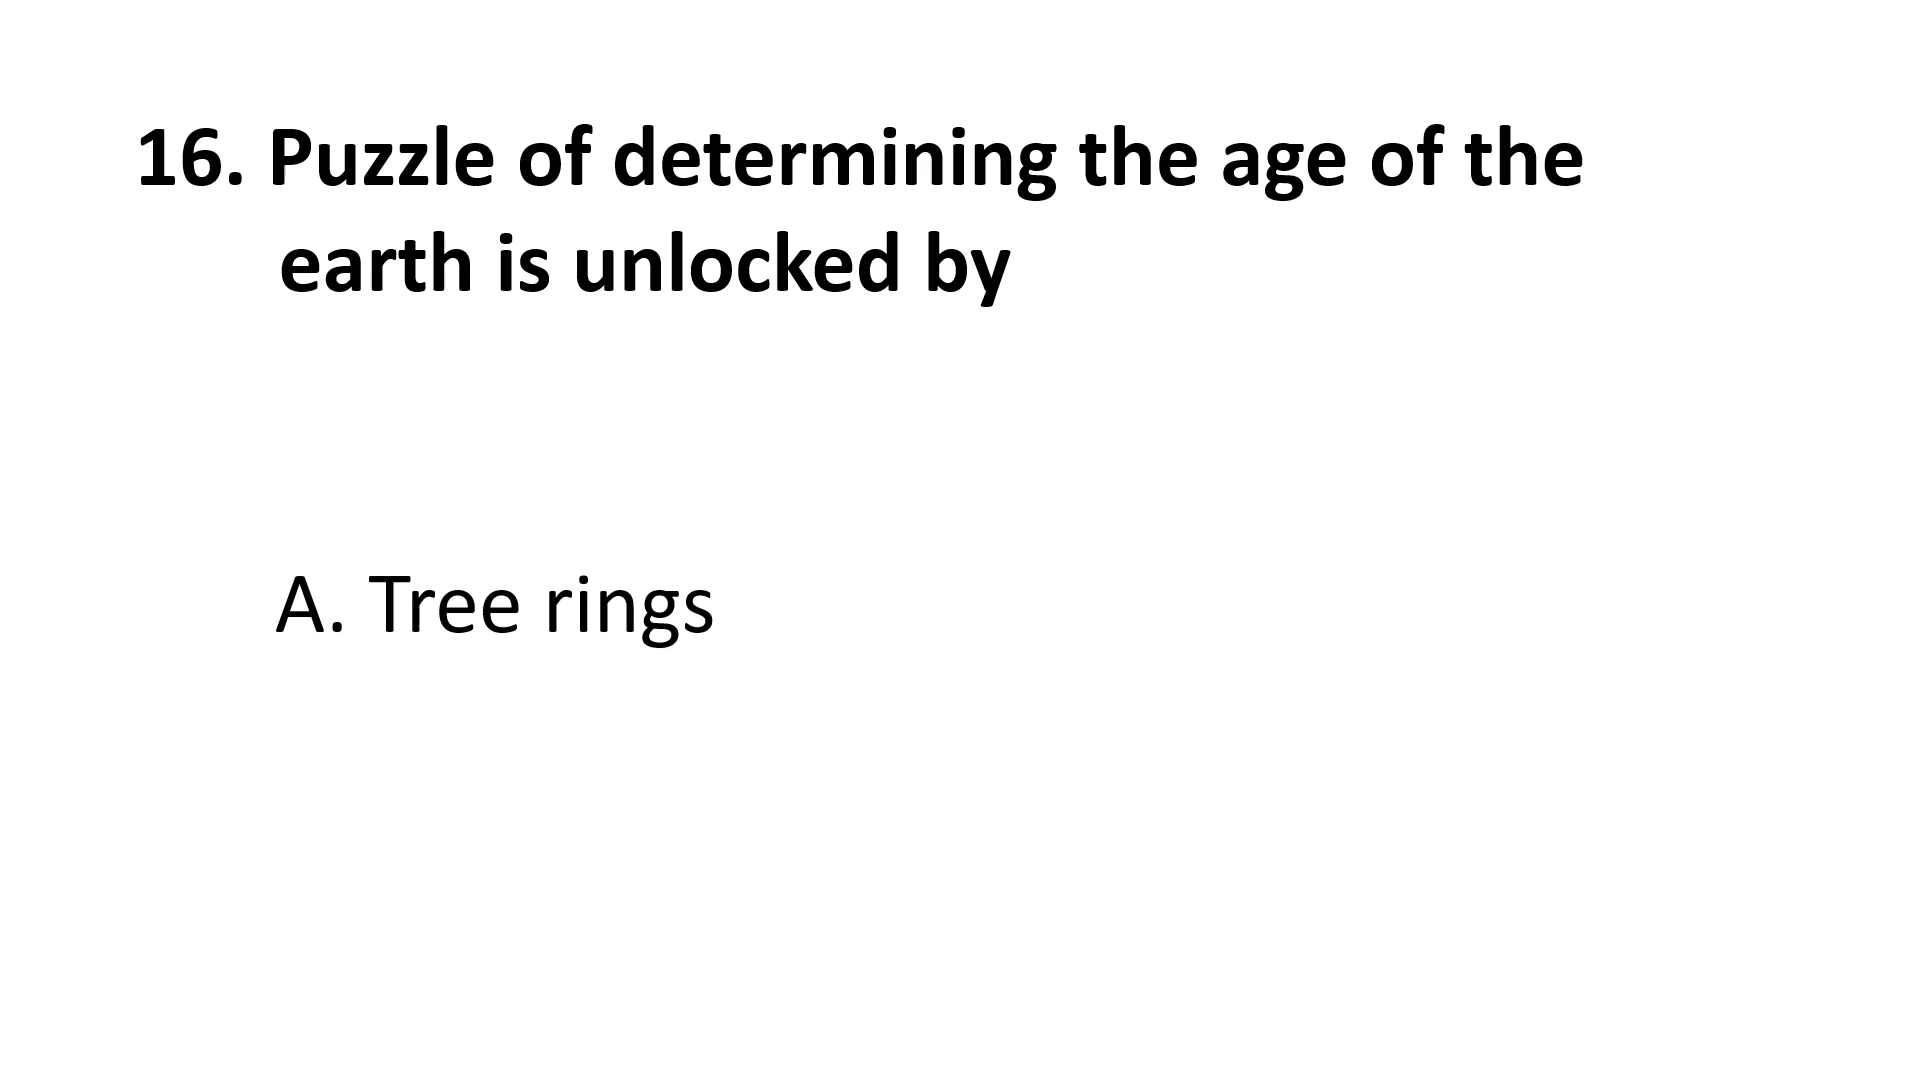 16. Puzzle of determining the age of the
earth is unlocked by
A. Tree rings